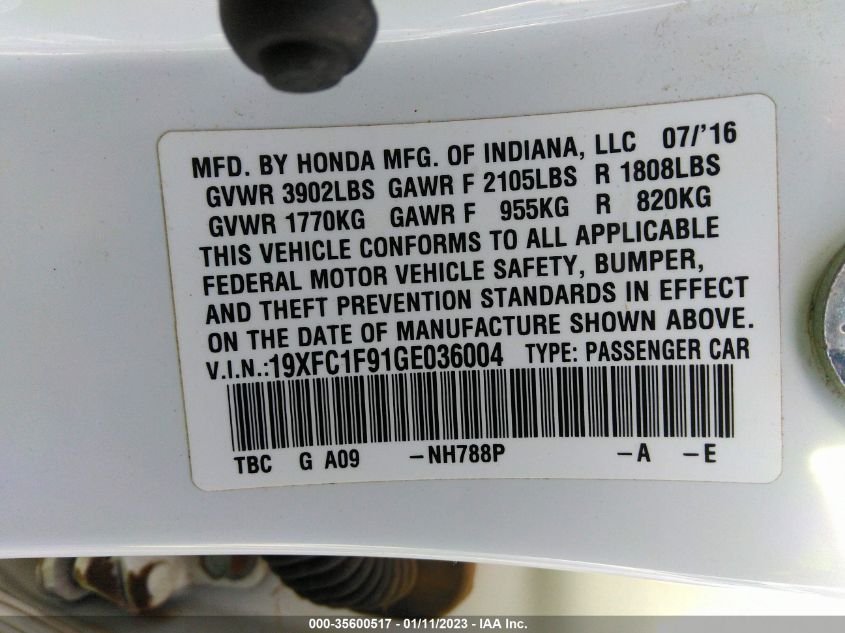 MFD. BY HONDA MFG. OF INDIANA, LLC 07/'16
GVWR 3902LBS GAWR F 2105LBS R 1808LBS
GVWR 1770KG GAWR F 955KG R 820KG
THIS VEHICLE CONFORMS TO ALL APPLICABLE
FEDERAL MOTOR VEHICLE SAFETY, BUMPER,
AND THEFT PREVENTION STANDARDS IN EFFECT
ON THE DATE OF MANUFACTURE SHOWN ABOVE.
V.I.N.:19XFC1F91GE036004 TYPE: PASSENGER CAR
TBC G A09 -NH788P -A -E
000-35600517 - 01/11/2023 - IAA Inc.